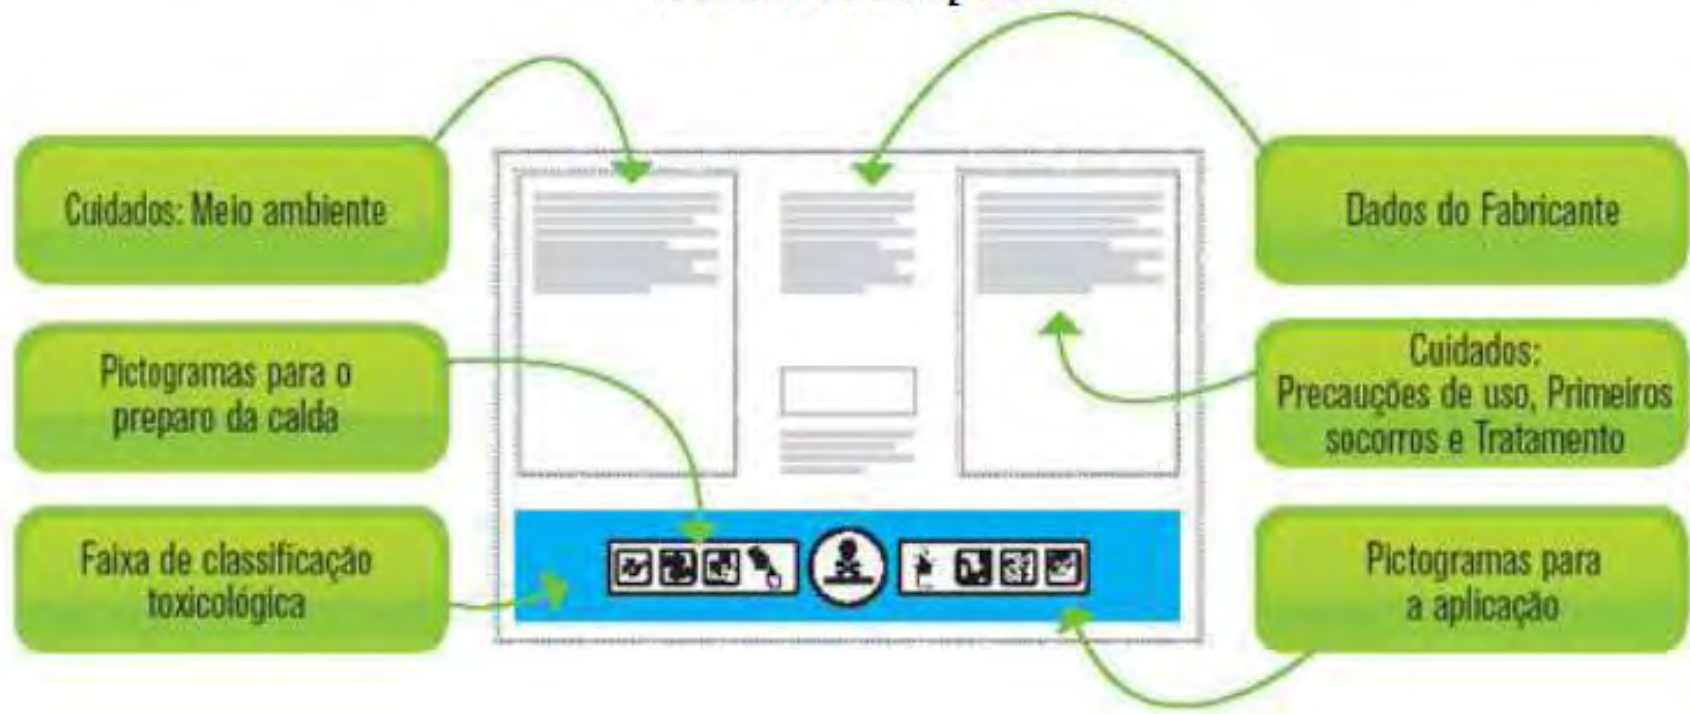 Cuidados: Meio ambiente
Pictogramas para o
preparo da calda
Faixa de classificação
toxicológica
Dados do Fabricante
Cuidados:
Precauções de uso, Primeiros
socorros e Tratamento
Pictogramas para
a aplicação